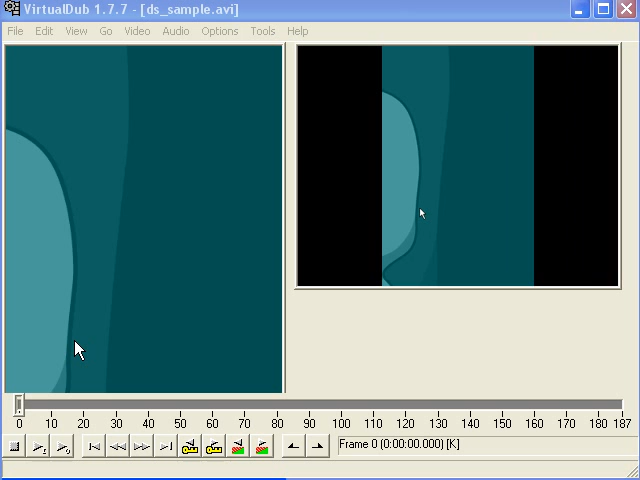 VirtualDub 1.7.7 - [ds_sample.avi]
File Edit View Go Video Audio Options Tools Help
0 10 20 30 40 50 60 70 80 90 100 110 120 130 140 150 160 170 180 187
Frame 0 (0:00:00.000) [K]